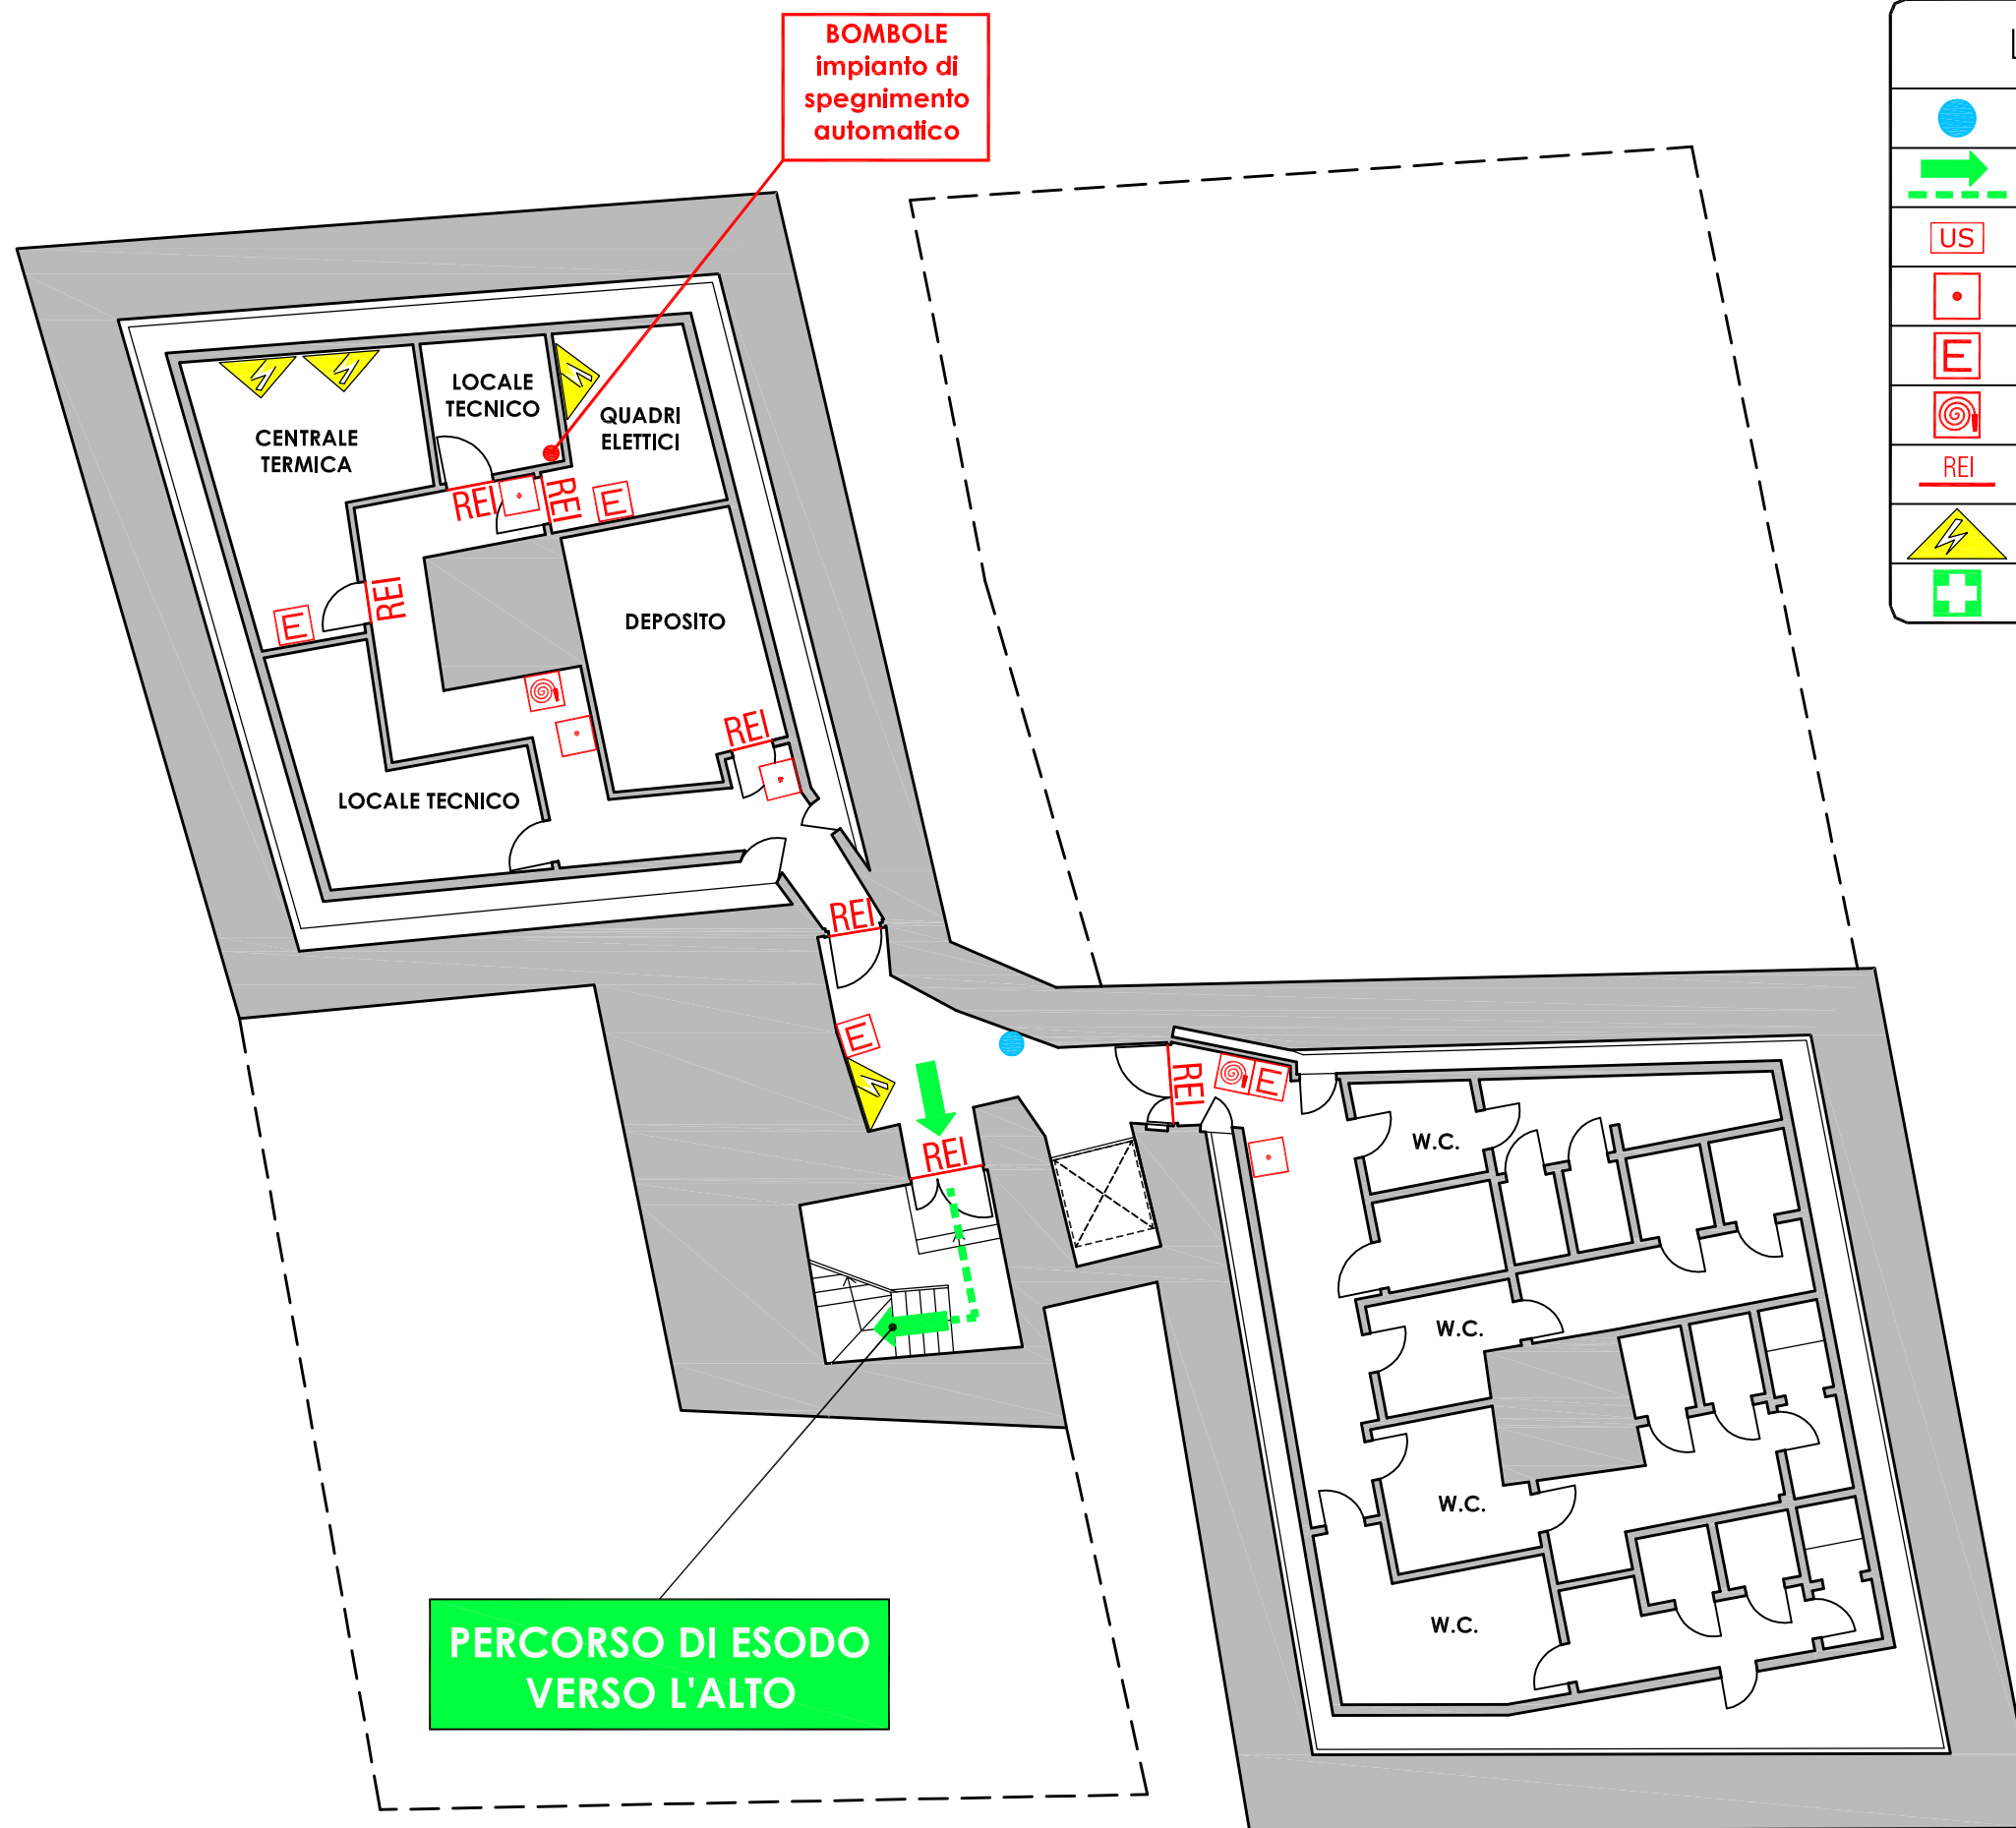 BOMBOLE
impianto di
spegnimento
automatico
US
E
REI
LOCALE
TECNICO
QUADRI
ELETTICI
CENTRALE
TERMICA
REI
REI
E
REI
E
DEPOSITO
REI
LOCALE TECNICO
REI
E
REI
E
REI
W.C.
W.C.
W.C.
W.C.
PERCORSO DI ESODO
VERSO L'ALTO